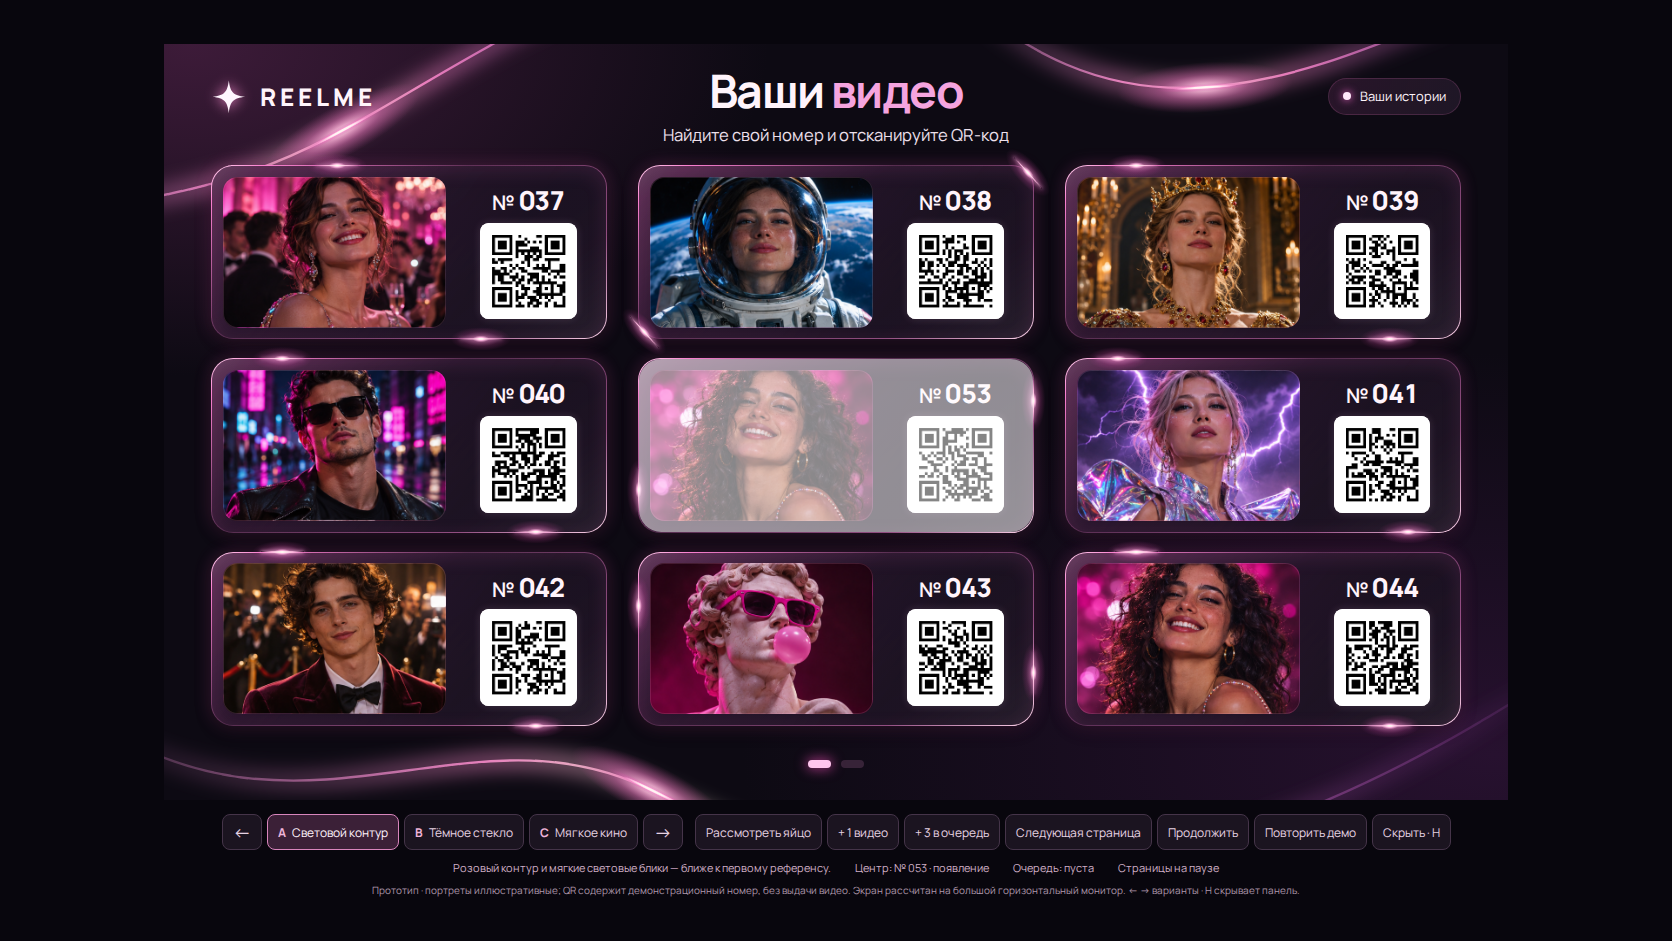 REELME
Ваши видео
Ваши истории
Найдите свой номер и отсканируйте QR-код
№ 037
№ 038
№ 039
№ 040
№ 053
№ 041
№ 042
№ 043
№ 044
← A Световой контур B Тёмное стекло C Мягкое кино → Рассмотреть яйцо + 1 видео + 3 в очередь Следующая страница Продолжить Повторить демо Скрыть · H
Розовый контур и мягкие световые блики — ближе к первому референсу. Центр: № 053 · появление Очередь: пуста Страницы на паузе
Прототип · портреты иллюстративные; QR содержит демонстрационный номер, без выдачи видео. Экран рассчитан на большой горизонтальный монитор. ← → варианты · H скрывает панель.